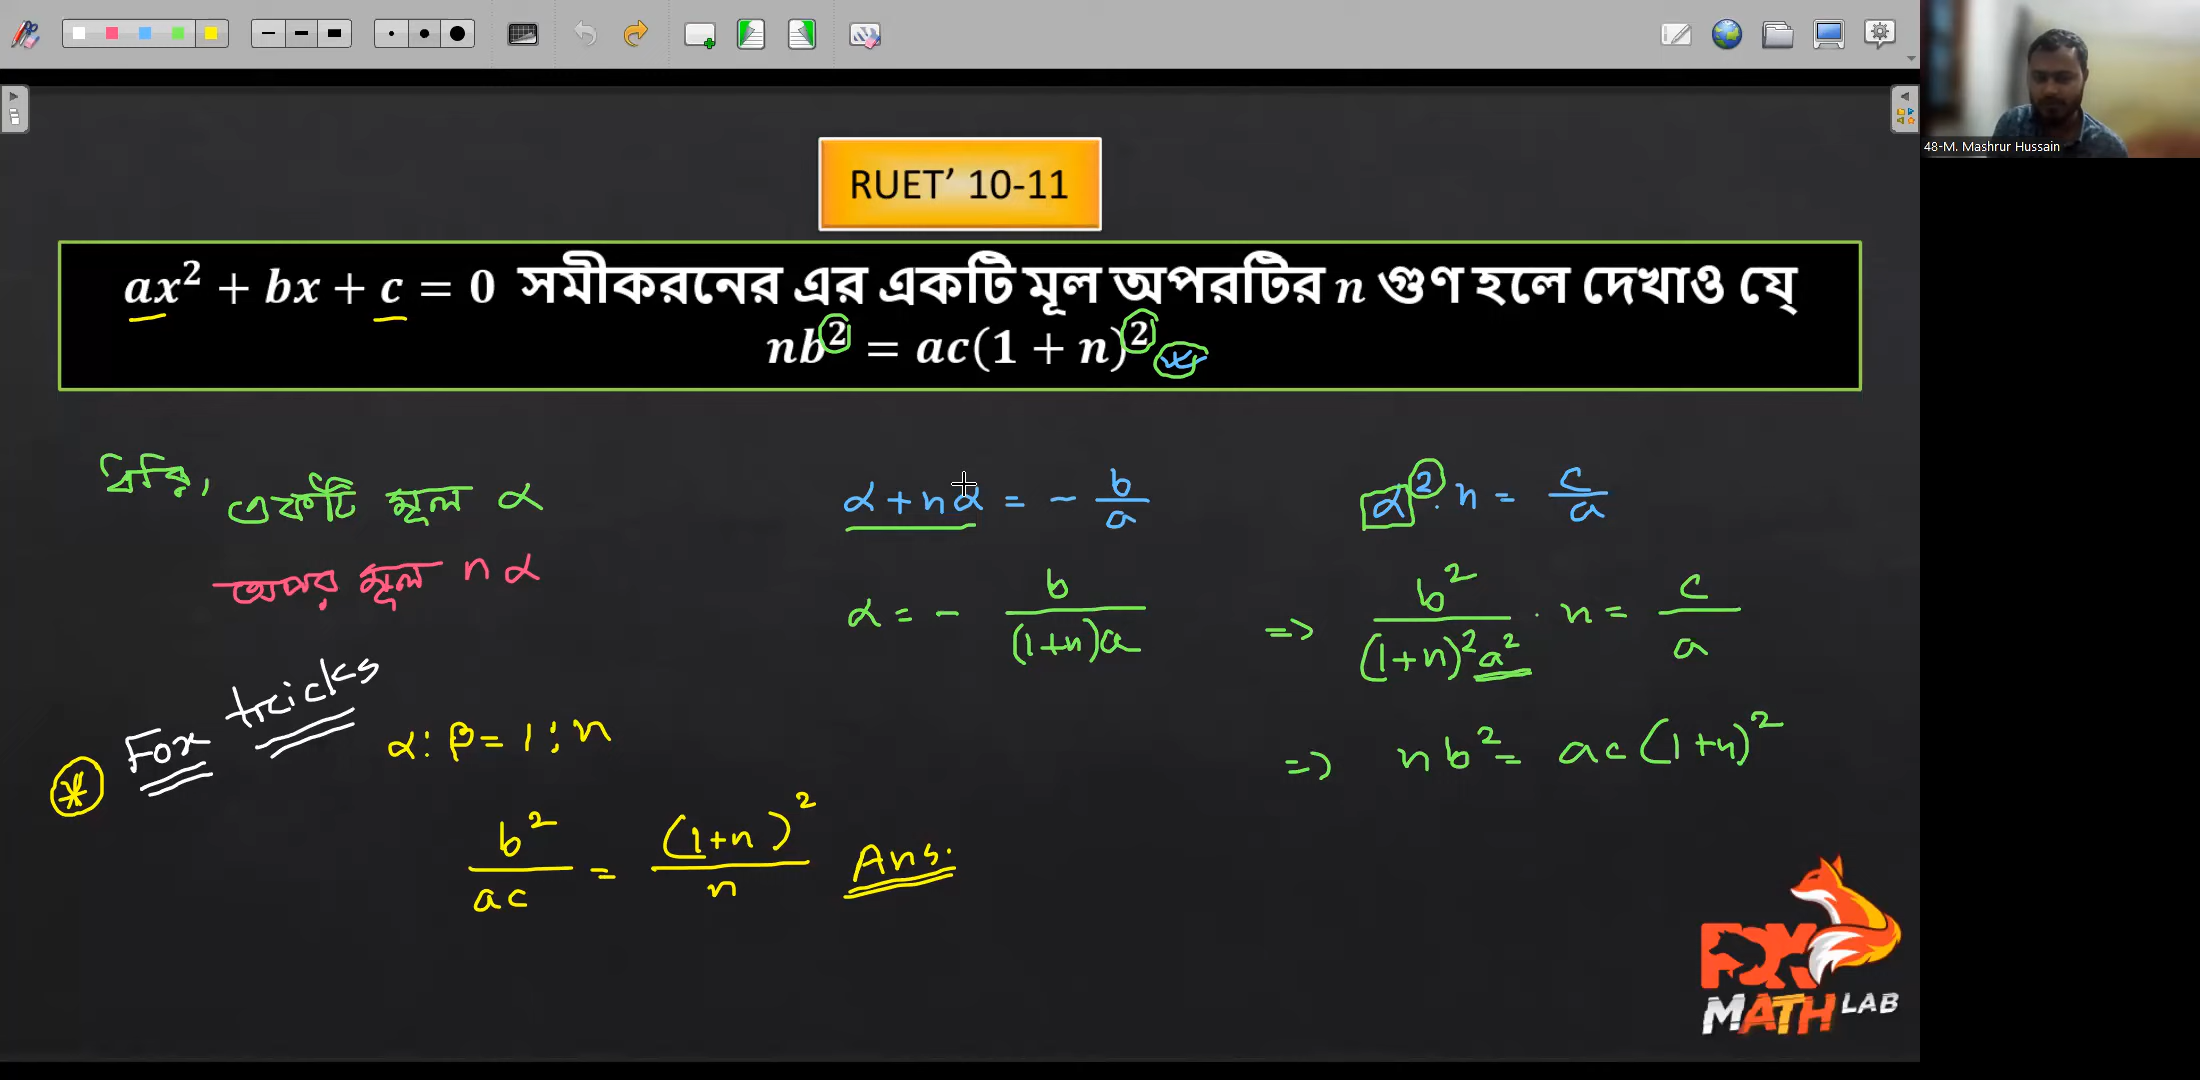 48-M. Mashrur Hussain
RUET’ 10-11
ax² + bx + c = 0 সমীকরনের এর একটি মূল অপরটির n গুণ হলে দেখাও যে্
nb² = ac(1 + n)²
ধরি, একটি মূল α
অপর মূল nα
α + nα = - b/a
α = - b/((1+n)a)
α² . n = c/a
=> b²/((1+n)² a²) . n = c/a
=> nb² = ac(1+n)²
Fox tricks
α : β = 1 : n
b²/ac = (1+n)²/n Ans.
FOX
MATH LAB